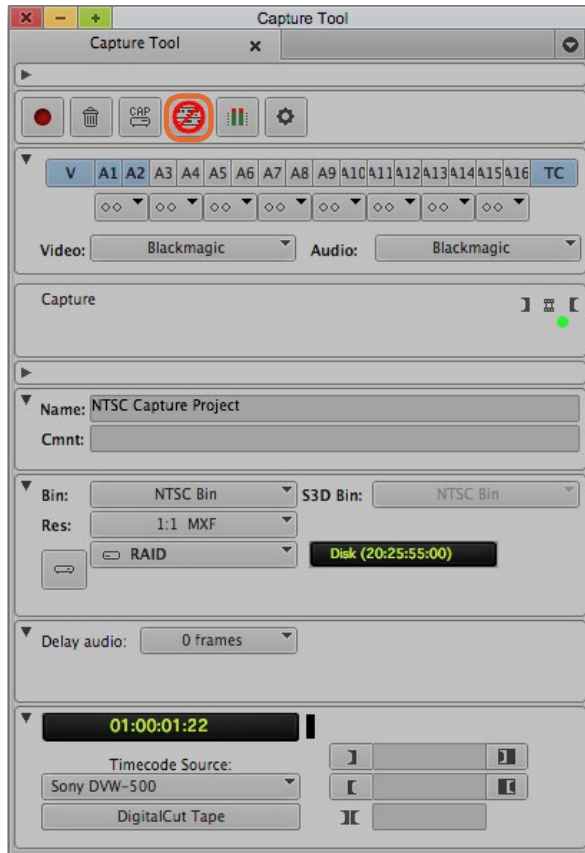 Capture Tool
Capture Tool
CAP
V A1 A2 A3 A4 A5 A6 A7 A8 A9 A10 A11 A12 A13 A14 A15 A16 TC
Video: Blackmagic Audio: Blackmagic
Capture
Name: NTSC Capture Project
Cmnt:
Bin: NTSC Bin S3D Bin: NTSC Bin
Res: 1:1 MXF
RAID Disk (20:25:55:00)
Delay audio: 0 frames
01:00:01:22
Timecode Source:
Sony DVW-500
DigitalCut Tape